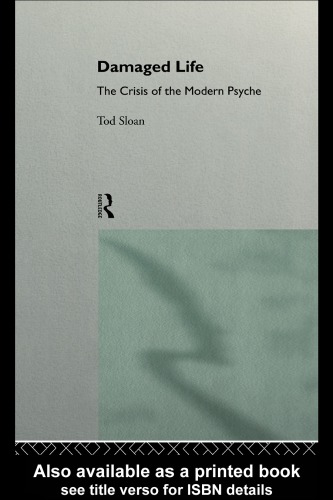 Damaged Life
The Crisis of the Modern Psyche
Tod Sloan
ROUTLEDGE
Also available as a printed book
see title verso for ISBN details